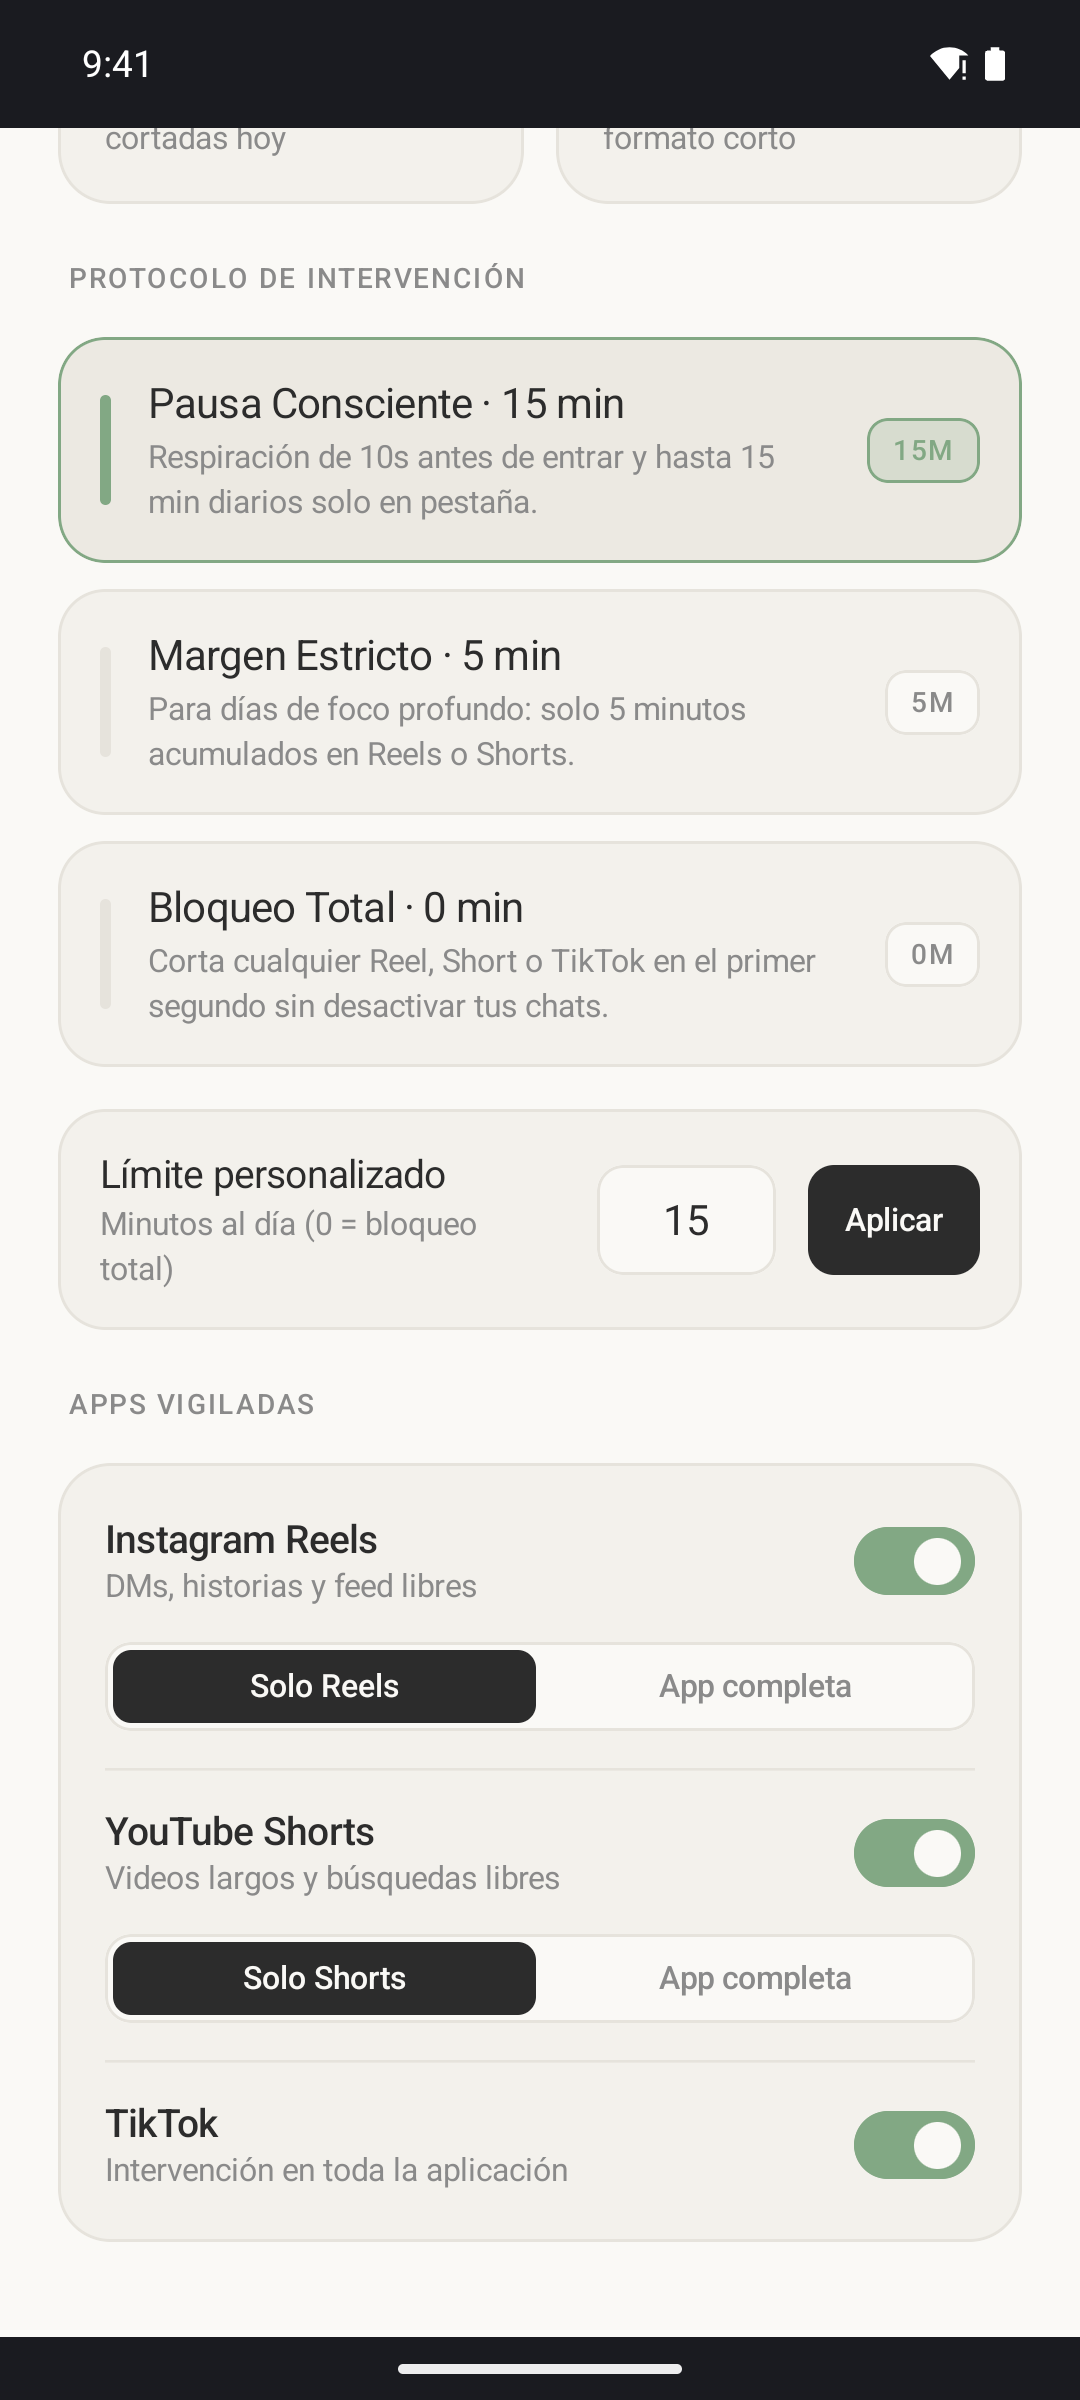 9:41
cortadas hoy
formato corto
PROTOCOLO DE INTERVENCIÓN
Pausa Consciente · 15 min
Respiración de 10s antes de entrar y hasta 15
min diarios solo en pestaña.
15M
Margen Estricto · 5 min
Para días de foco profundo: solo 5 minutos
acumulados en Reels o Shorts.
5M
Bloqueo Total · 0 min
Corta cualquier Reel, Short o TikTok en el primer
segundo sin desactivar tus chats.
0M
Límite personalizado
Minutos al día (0 = bloqueo
total)
15
Aplicar
APPS VIGILADAS
Instagram Reels
DMs, historias y feed libres
Solo Reels
App completa
YouTube Shorts
Videos largos y búsquedas libres
Solo Shorts
App completa
TikTok
Intervención en toda la aplicación